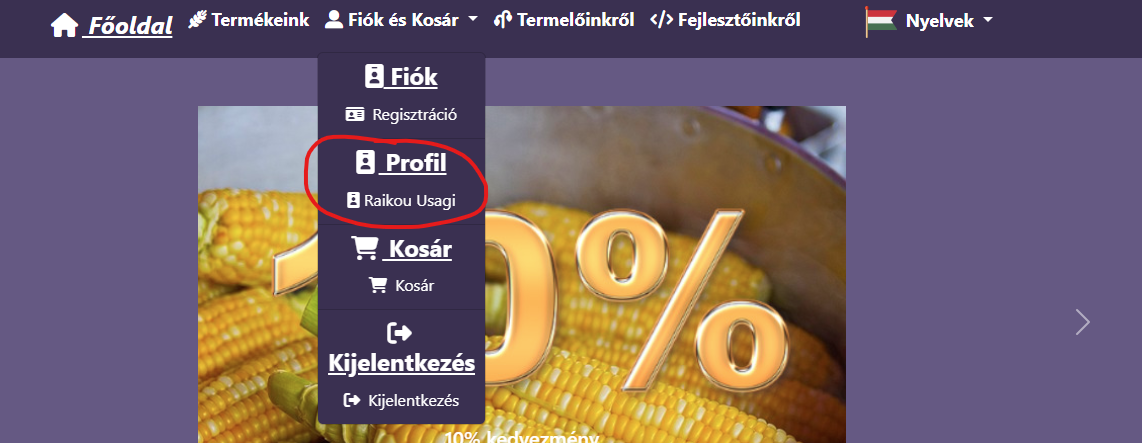 Főoldal
Termékeink
Fiók és Kosár
Termelőinkről
Fejlesztőinkről
Nyelvek
Fiók
Regisztráció
Profil
Raikou Usagi
Kosár
Kosár
Kijelentkezés
Kijelentkezés
0%
10% kedvezmény